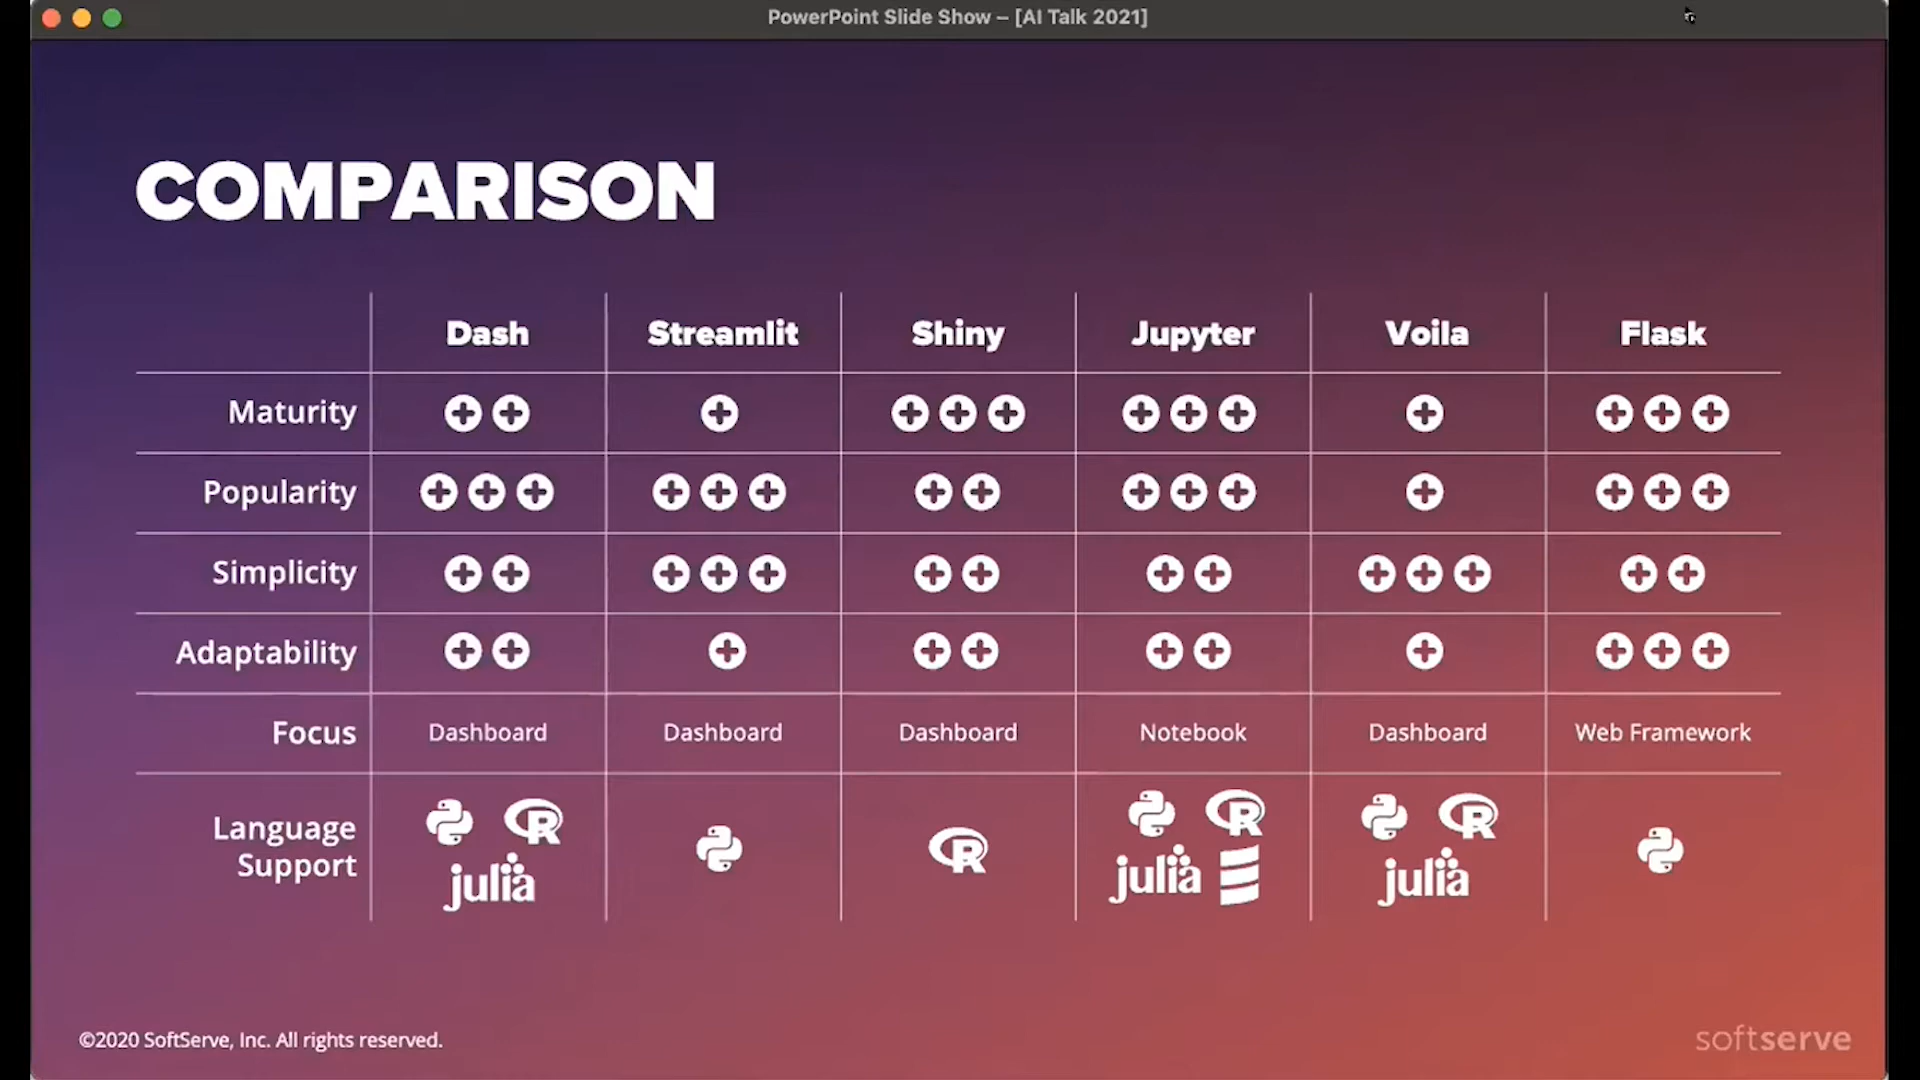 PowerPoint Slide Show – [AI Talk 2021]
COMPARISON
Dash Streamlit Shiny Jupyter Voila Flask
Maturity
Popularity
Simplicity
Adaptability
Focus Dashboard Dashboard Dashboard Notebook Dashboard Web Framework
Language
Support
R R R
julia julia julia
R
©2020 SoftServe, Inc. All rights reserved.
softserve